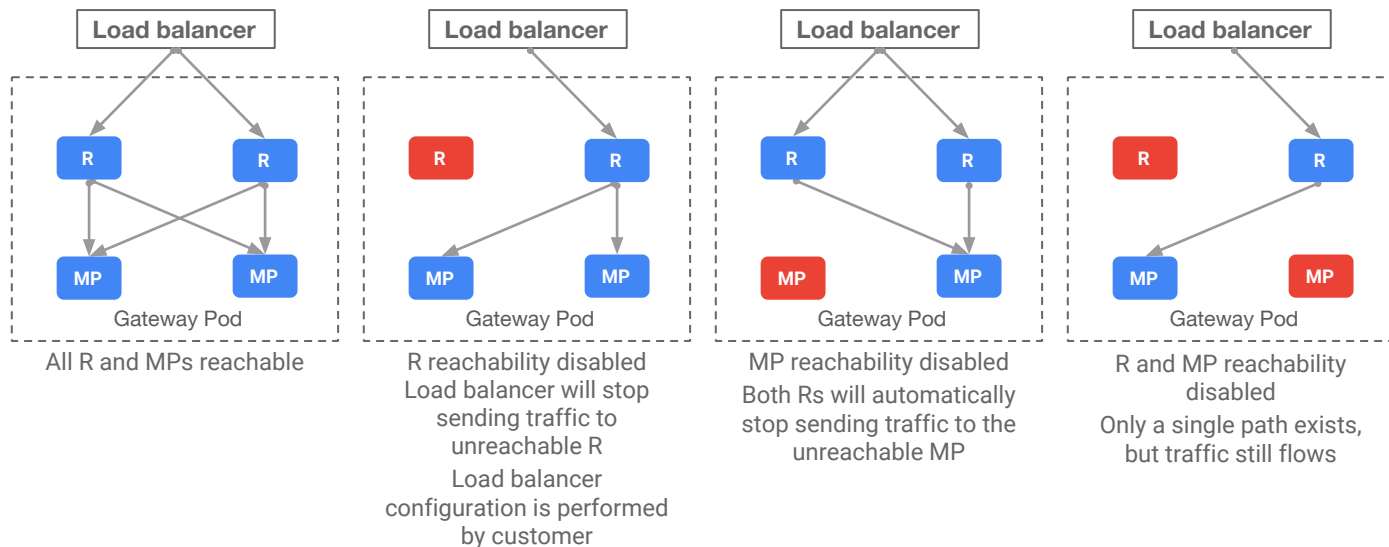 Load balancer
R
R
MP
MP
Gateway Pod
All R and MPs reachable
Load balancer
R
R
MP
MP
Gateway Pod
R reachability disabled
Load balancer will stop
sending traffic to
unreachable R
Load balancer
configuration is performed
by customer
Load balancer
R
R
MP
MP
Gateway Pod
MP reachability disabled
Both Rs will automatically
stop sending traffic to the
unreachable MP
Load balancer
R
R
MP
MP
Gateway Pod
R and MP reachability
disabled
Only a single path exists,
but traffic still flows